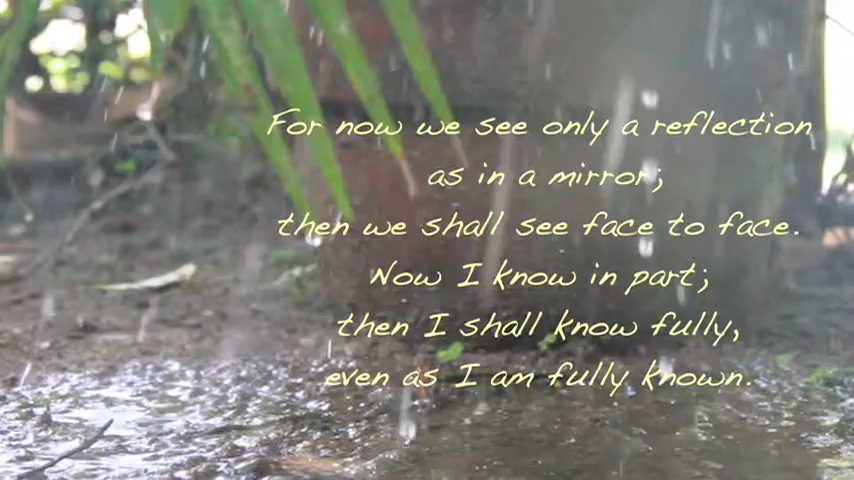 For now we see only a reflection
as in a mirror;
then we shall see face to face.
Now I know in part;
then I shall know fully,
even as I am fully known.